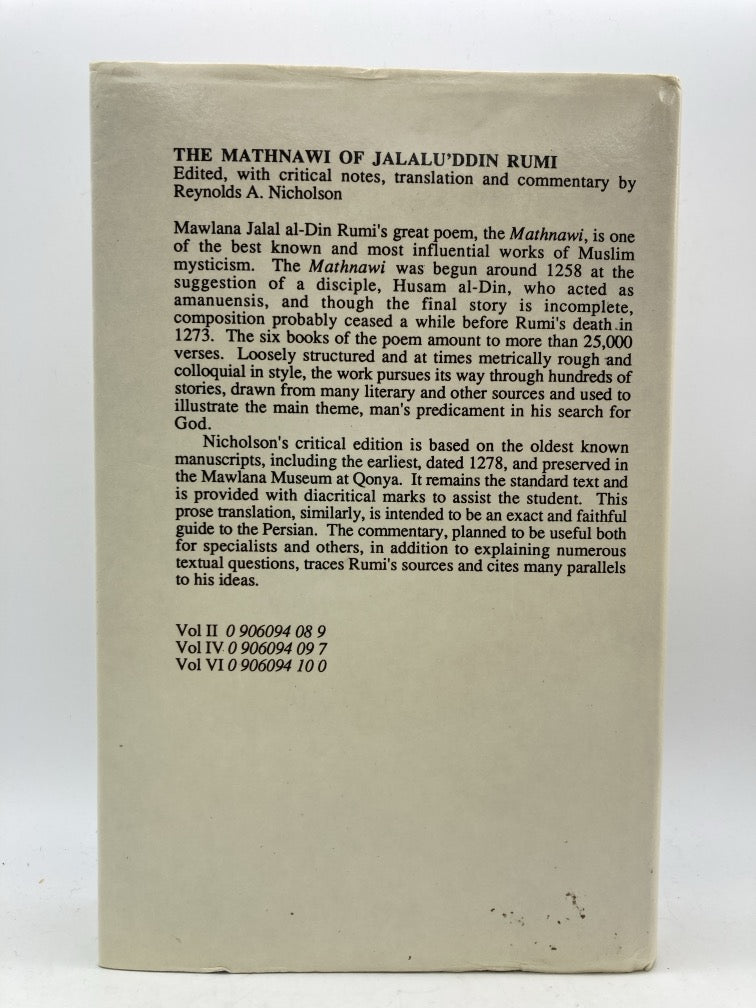 THE MATHNAWI OF JALALU'DDIN RUMI
Edited, with critical notes, translation and commentary by
Reynolds A. Nicholson
Mawlana Jalal al-Din Rumi's great poem, the Mathnawi, is one
of the best known and most influential works of Muslim
mysticism. The Mathnawi was begun around 1258 at the
suggestion of a disciple, Husam al-Din, who acted as
amanuensis, and though the final story is incomplete,
composition probably ceased a while before Rumi's death in
1273. The six books of the poem amount to more than 25,000
verses. Loosely structured and at times metrically rough and
colloquial in style, the work pursues its way through hundreds of
stories, drawn from many literary and other sources and used to
illustrate the main theme, man's predicament in his search for
God.
Nicholson's critical edition is based on the oldest known
manuscripts, including the earliest, dated 1278, and preserved in
the Mawlana Museum at Qonya. It remains the standard text and
is provided with diacritical marks to assist the student. This
prose translation, similarly, is intended to be an exact and faithful
guide to the Persian. The commentary, planned to be useful both
for specialists and others, in addition to explaining numerous
textual questions, traces Rumi's sources and cites many parallels
to his ideas.
Vol II 0 906094 08 9
Vol IV 0 906094 09 7
Vol VI 0 906094 10 0